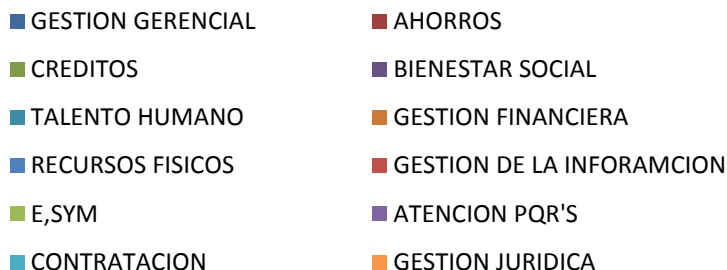 GESTION GERENCIAL AHORROS
CREDITOS BIENESTAR SOCIAL
TALENTO HUMANO GESTION FINANCIERA
RECURSOS FISICOS GESTION DE LA INFORAMCION
E,SYM ATENCION PQR'S
CONTRATACION GESTION JURIDICA